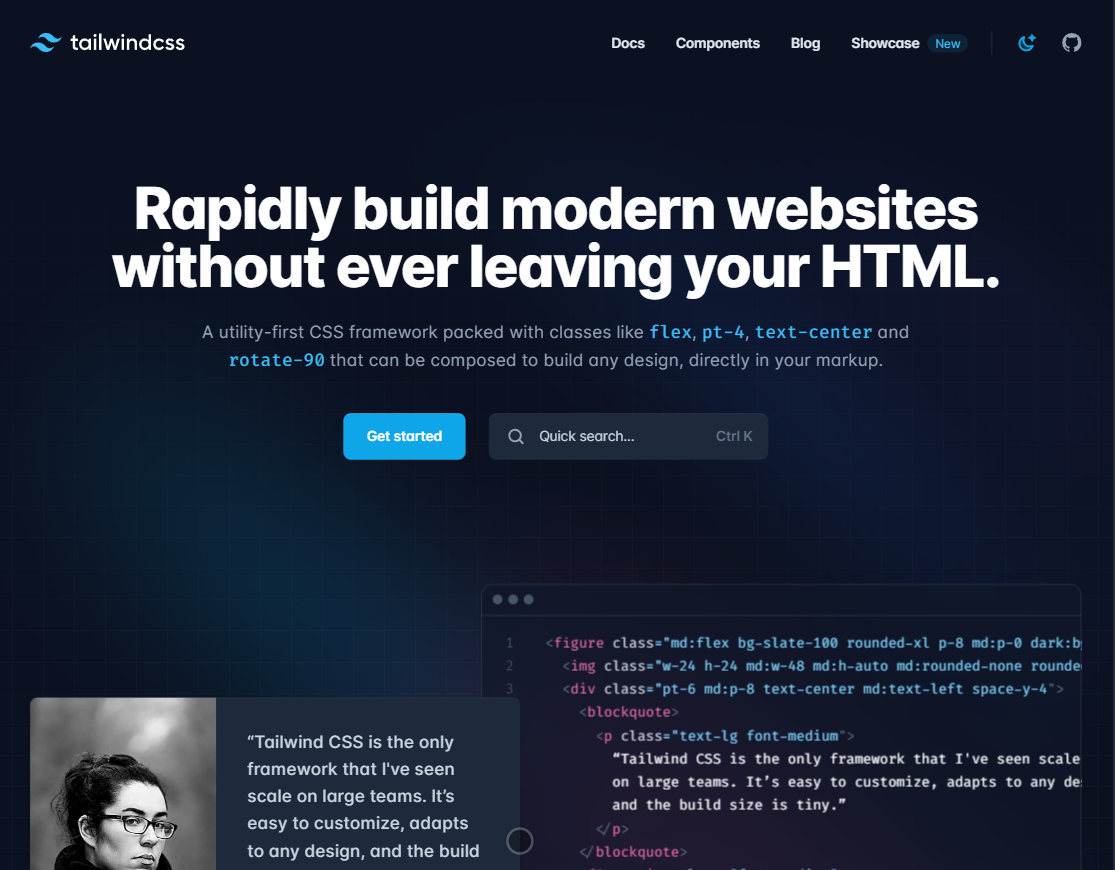 tailwindcss
Docs Components Blog Showcase New
Rapidly build modern websites
without ever leaving your HTML.
A utility-first CSS framework packed with classes like flex, pt-4, text-center and
rotate-90 that can be composed to build any design, directly in your markup.
Get started
Quick search... Ctrl K
1 <figure class="md:flex bg-slate-100 rounded-xl p-8 md:p-0 dark:b
2 <img class="w-24 h-24 md:w-48 md:h-auto md:rounded-none rounde
3 <div class="pt-6 md:p-8 text-center md:text-left space-y-4">
<blockquote>
<p class="text-lg font-medium">
“Tailwind CSS is the only framework that I've seen scale
on large teams. It’s easy to customize, adapts to any de
and the build size is tiny.”
</p>
</blockquote>
“Tailwind CSS is the only
framework that I've seen
scale on large teams. It’s
easy to customize, adapts
to any design, and the build